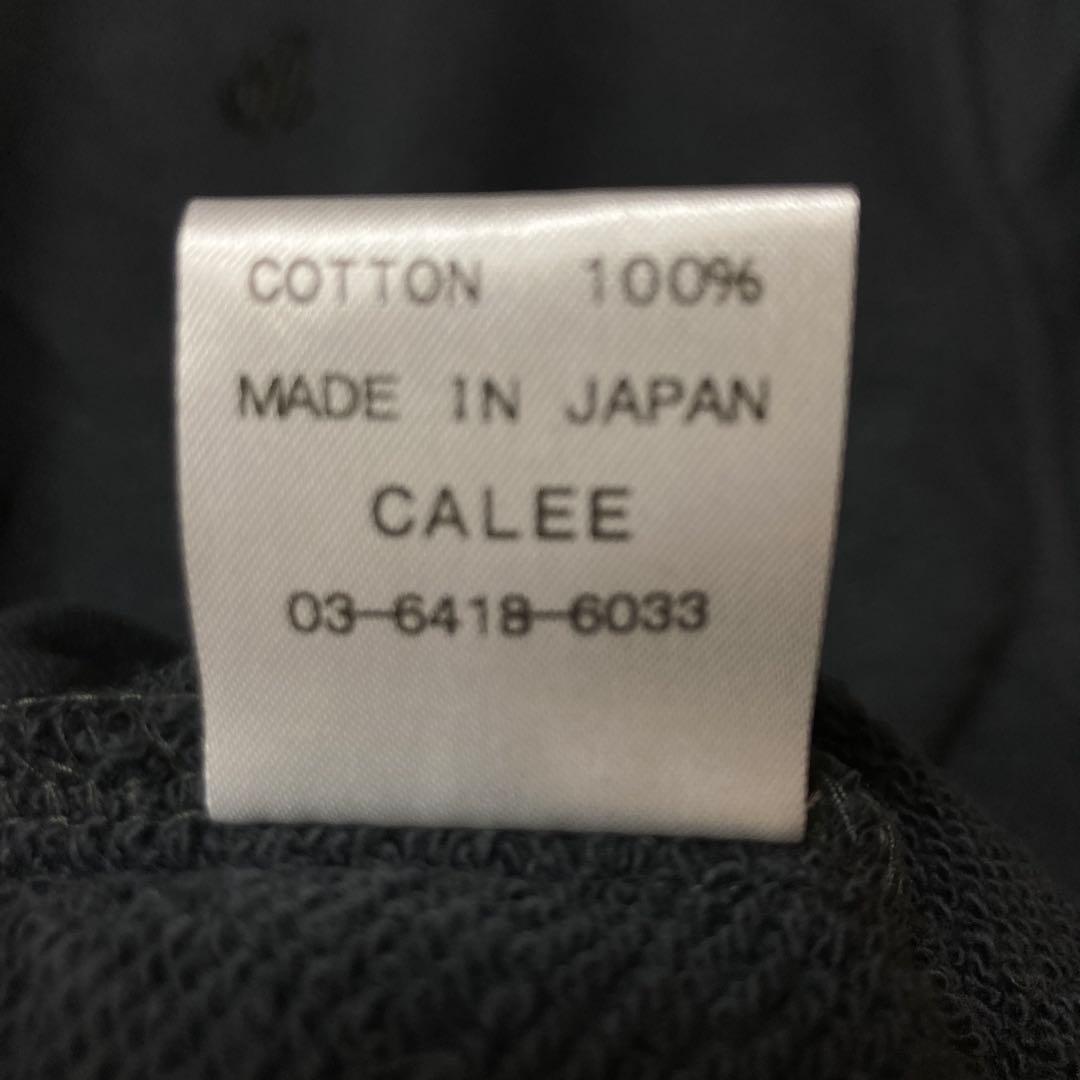 COTTON 100%
MADE IN JAPAN
CALEE
03-6418-6033